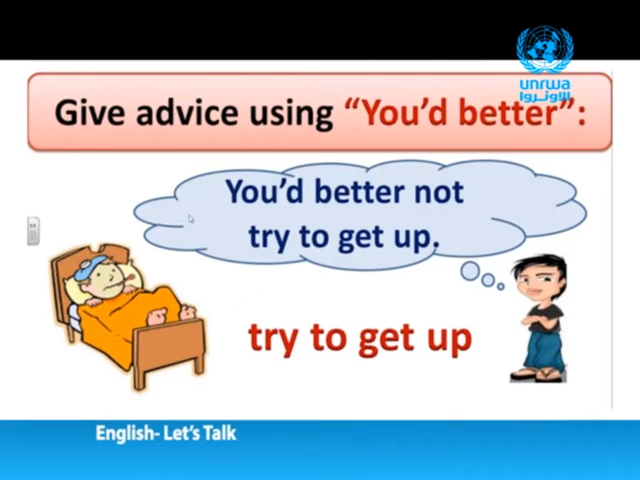 unrwa
الأونروا
Give advice using “You’d better”:
You’d better not
try to get up.
try to get up
English- Let’s Talk